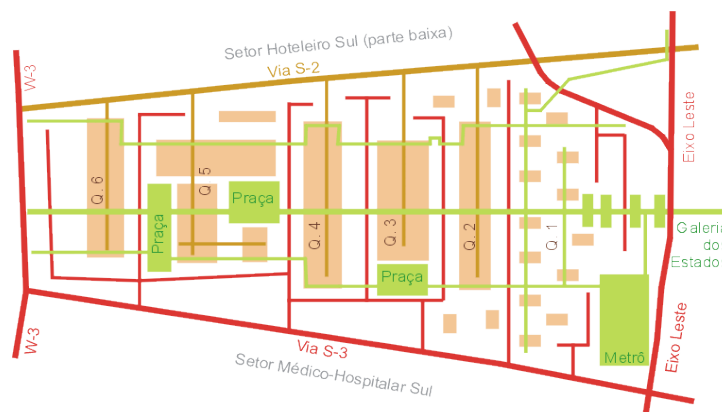 Setor Hoteleiro Sul (parte baixa)
Via S-2
W-3
Eixo Leste
Q. 6
Q. 5
Praça
Praça
Q. 4
Q. 3
Q. 2
Q. 1
Galeria
do
Estado
Praça
Metrô
Eixo Leste
W-3
Via S-3
Setor Médico-Hospitalar Sul